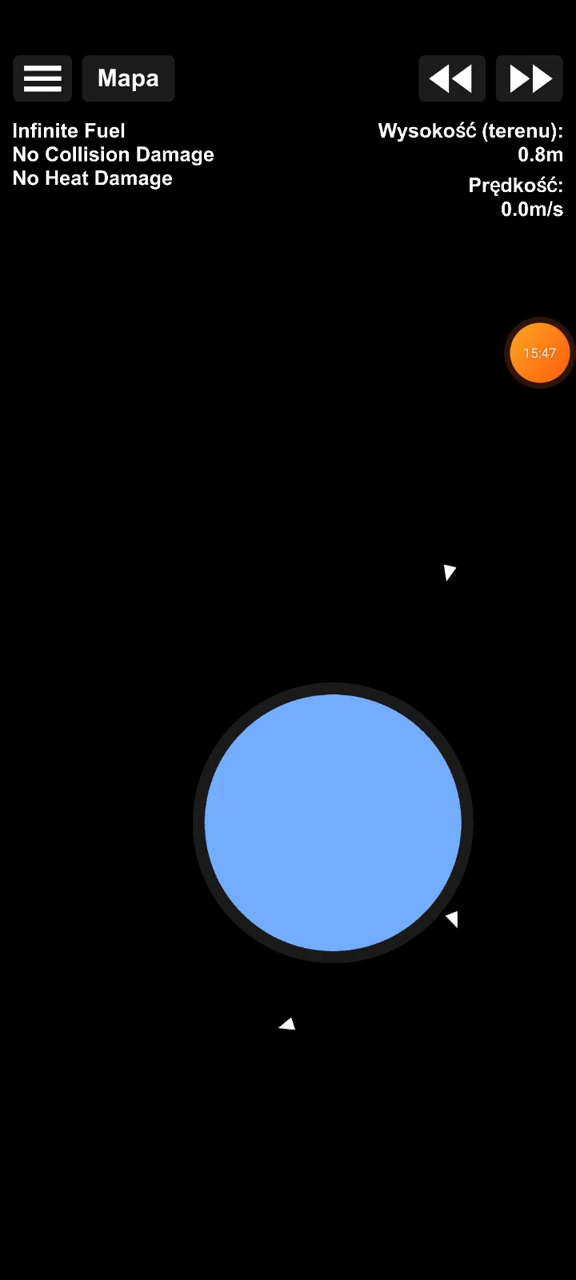 Mapa
Infinite Fuel
No Collision Damage
No Heat Damage
Wysokość (terenu):
0.8m
Prędkość:
0.0m/s
15:47